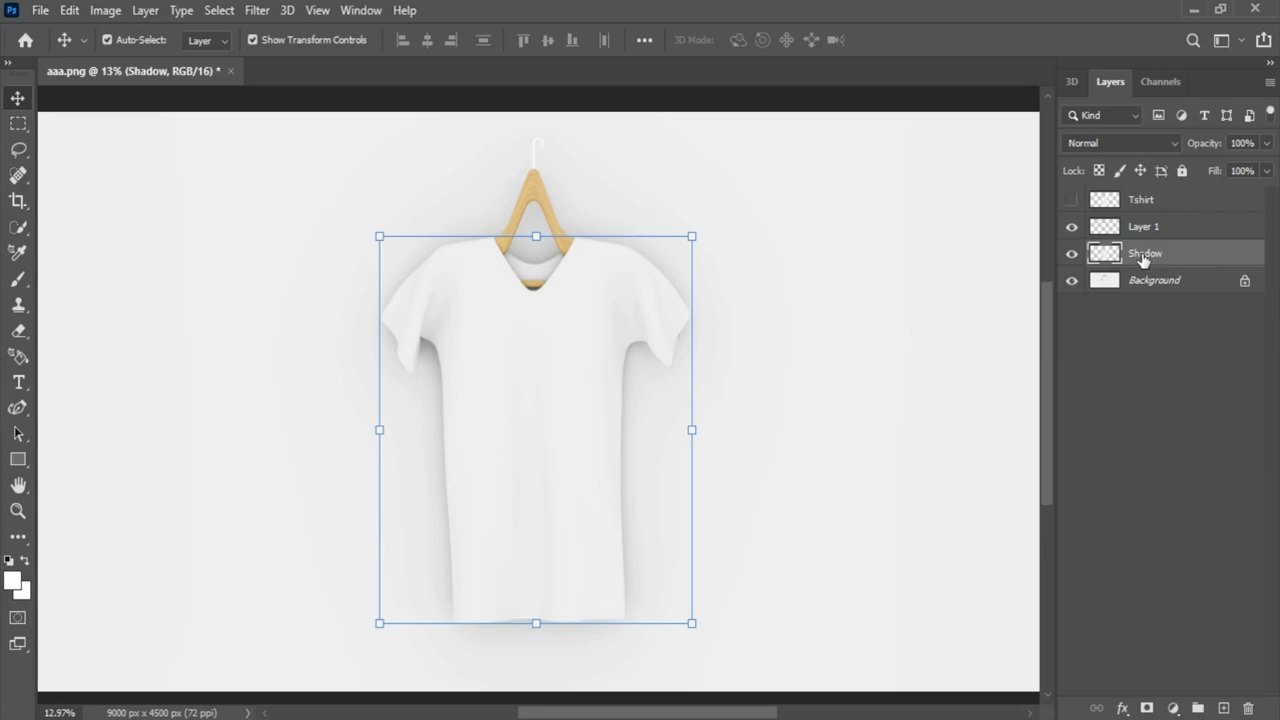 Ps File Edit Image Layer Type Select Filter 3D View Window Help
Auto-Select: Layer Show Transform Controls 3D Mode:
aaa.png @ 13% (Shadow, RGB/16) * ×
3D Layers Channels
Kind
Normal Opacity: 100%
Lock: Fill: 100%
Tshirt
Layer 1
Shadow
Background
12.97% 9000 px x 4500 px (72 ppi)